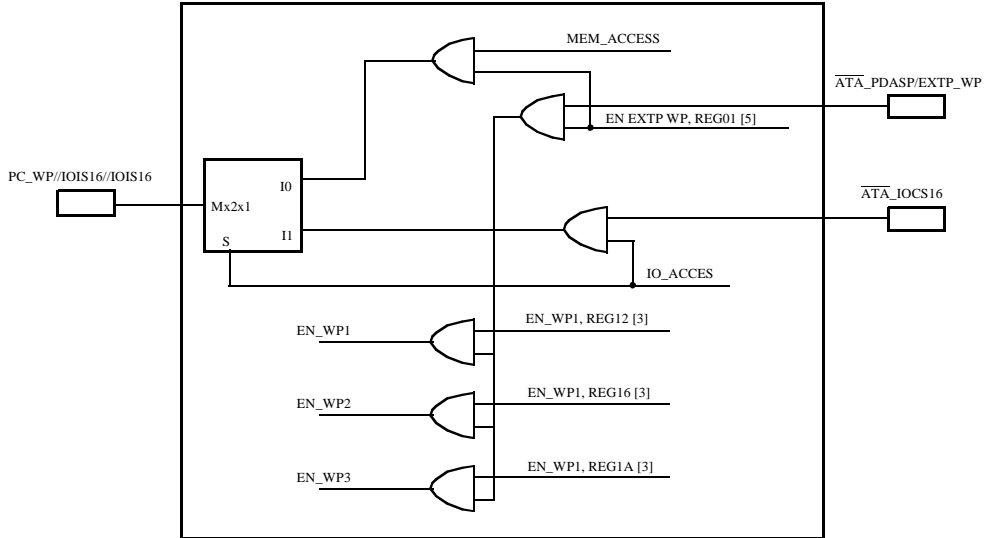 MEM_ACCESS
ATA_PDASP/EXTP_WP
EN EXTP WP, REG01 [5]
PC_WP//IOIS16//IOIS16
I0
ATA_IOCS16
Mx2x1
I1
S
IO_ACCES
EN_WP1, REG12 [3]
EN_WP1
EN_WP1, REG16 [3]
EN_WP2
EN_WP1, REG1A [3]
EN_WP3